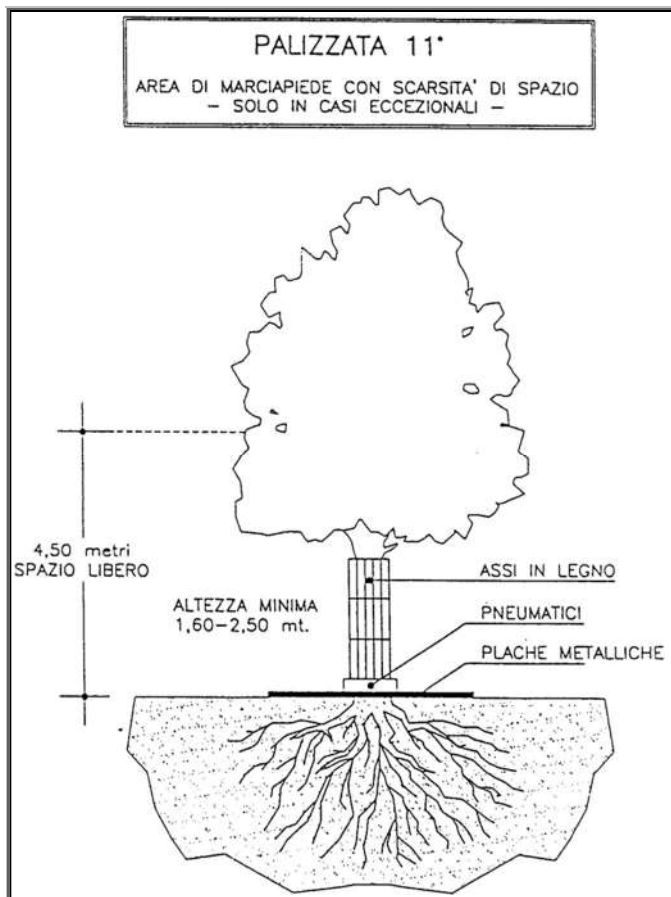 PALIZZATA 11°
AREA DI MARCIAPIEDE CON SCARSITA' DI SPAZIO
– SOLO IN CASI ECCEZIONALI –
4,50 metri
SPAZIO LIBERO
ALTEZZA MINIMA
1,60–2,50 mt.
ASSI IN LEGNO
PNEUMATICI
PLACHE METALLICHE